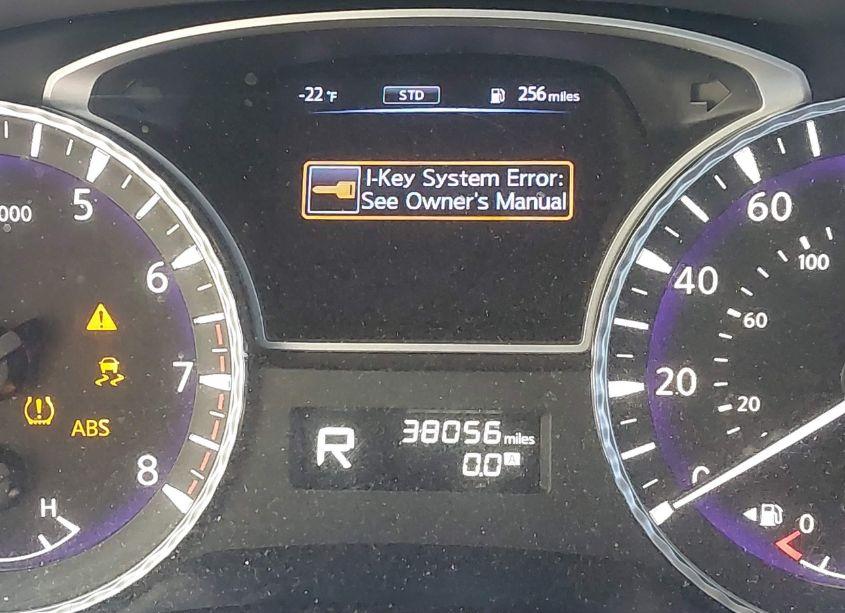 -22 °F STD 256 miles
I-Key System Error:
See Owner's Manual
000
5
6
7
8
ABS
H
R
38056 miles
0.0 A
60
40
20
0
100
60
20
0